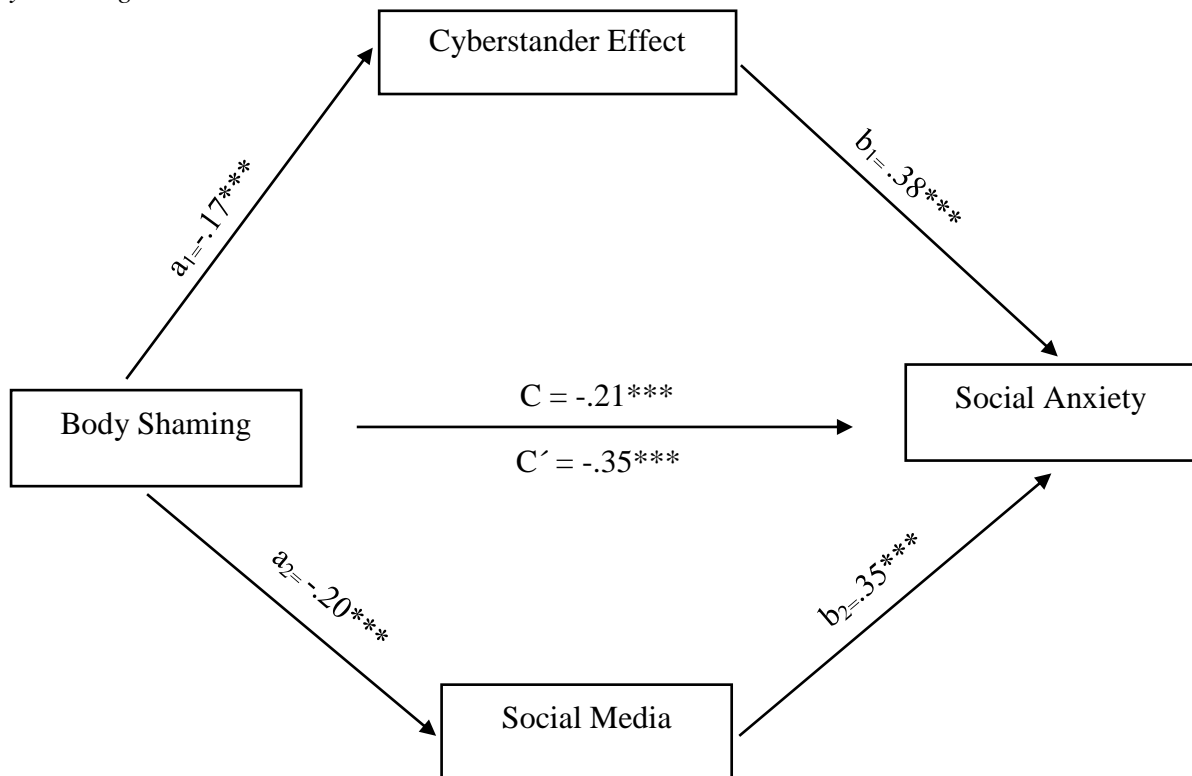 Cyberstander Effect
a₁=-.17***
b₁=.38***
C = -.21***
C´ = -.35***
Body Shaming
Social Anxiety
a₂= -.20***
b₂=.35***
Social Media